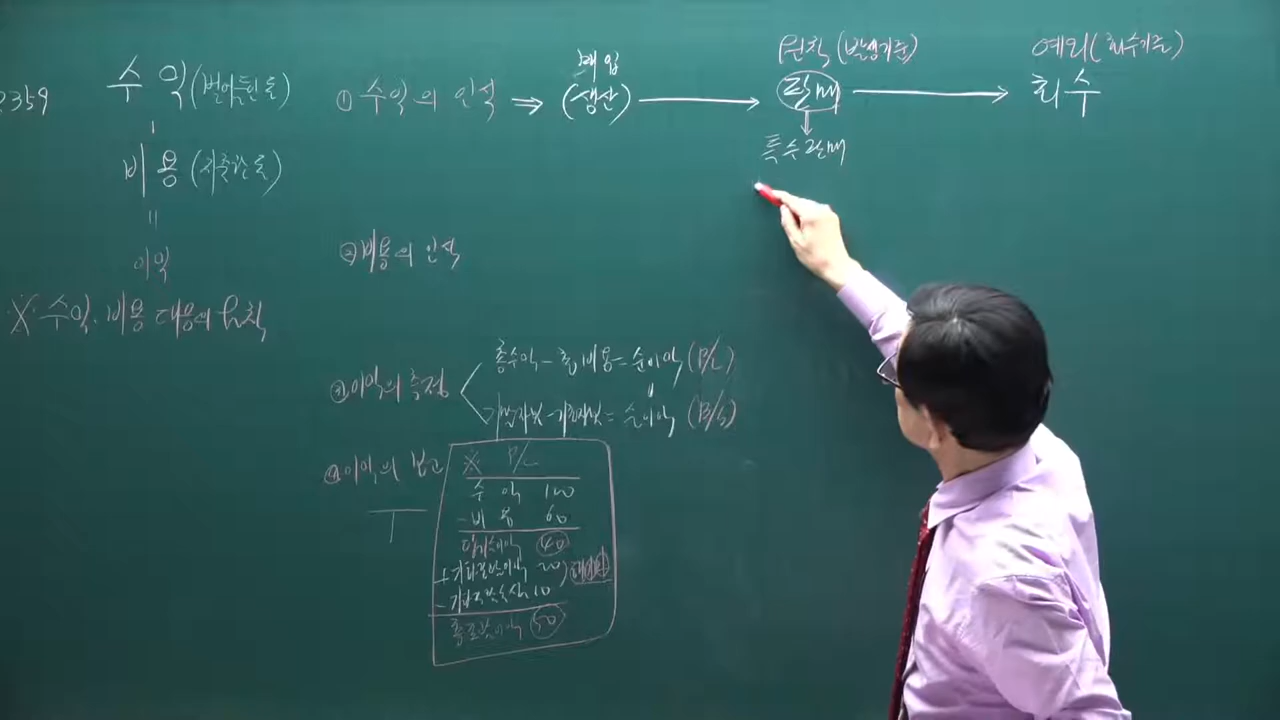 2359
수 익(벌어들인 돈)
비 용(지출한 돈)
"
이익
※ 수익. 비용 대응의 원칙
① 수익의 인식 ⇒
매입
(생산)
원칙(발생기준)
판매
특수판매
예외(회수기준)
회수
② 비용의 인식
③ 이익의 측정
총수익 - 총비용 = 순이익 (P/L)
"
기말자본 - 기초자본 = 순이익 (B/S)
④ 이익의 보고
※ P/L
수 익 100
- 비 용 60
당기순이익 40
+ 기타포괄이익 20
- 기타포괄손실 10
총포괄이익 50